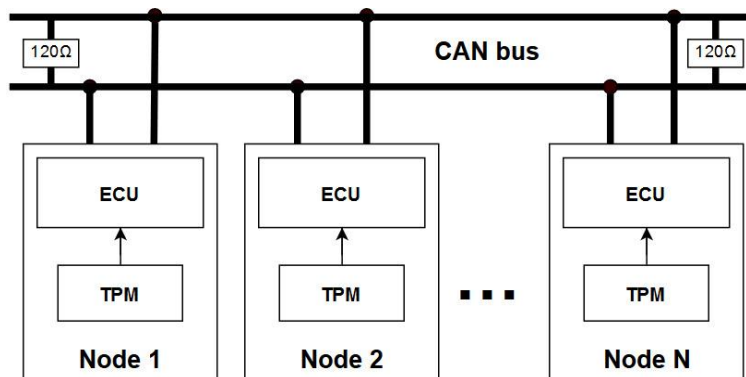 120Ω CAN bus 120Ω
ECU ECU ECU
TPM TPM ... TPM
Node 1 Node 2 Node N